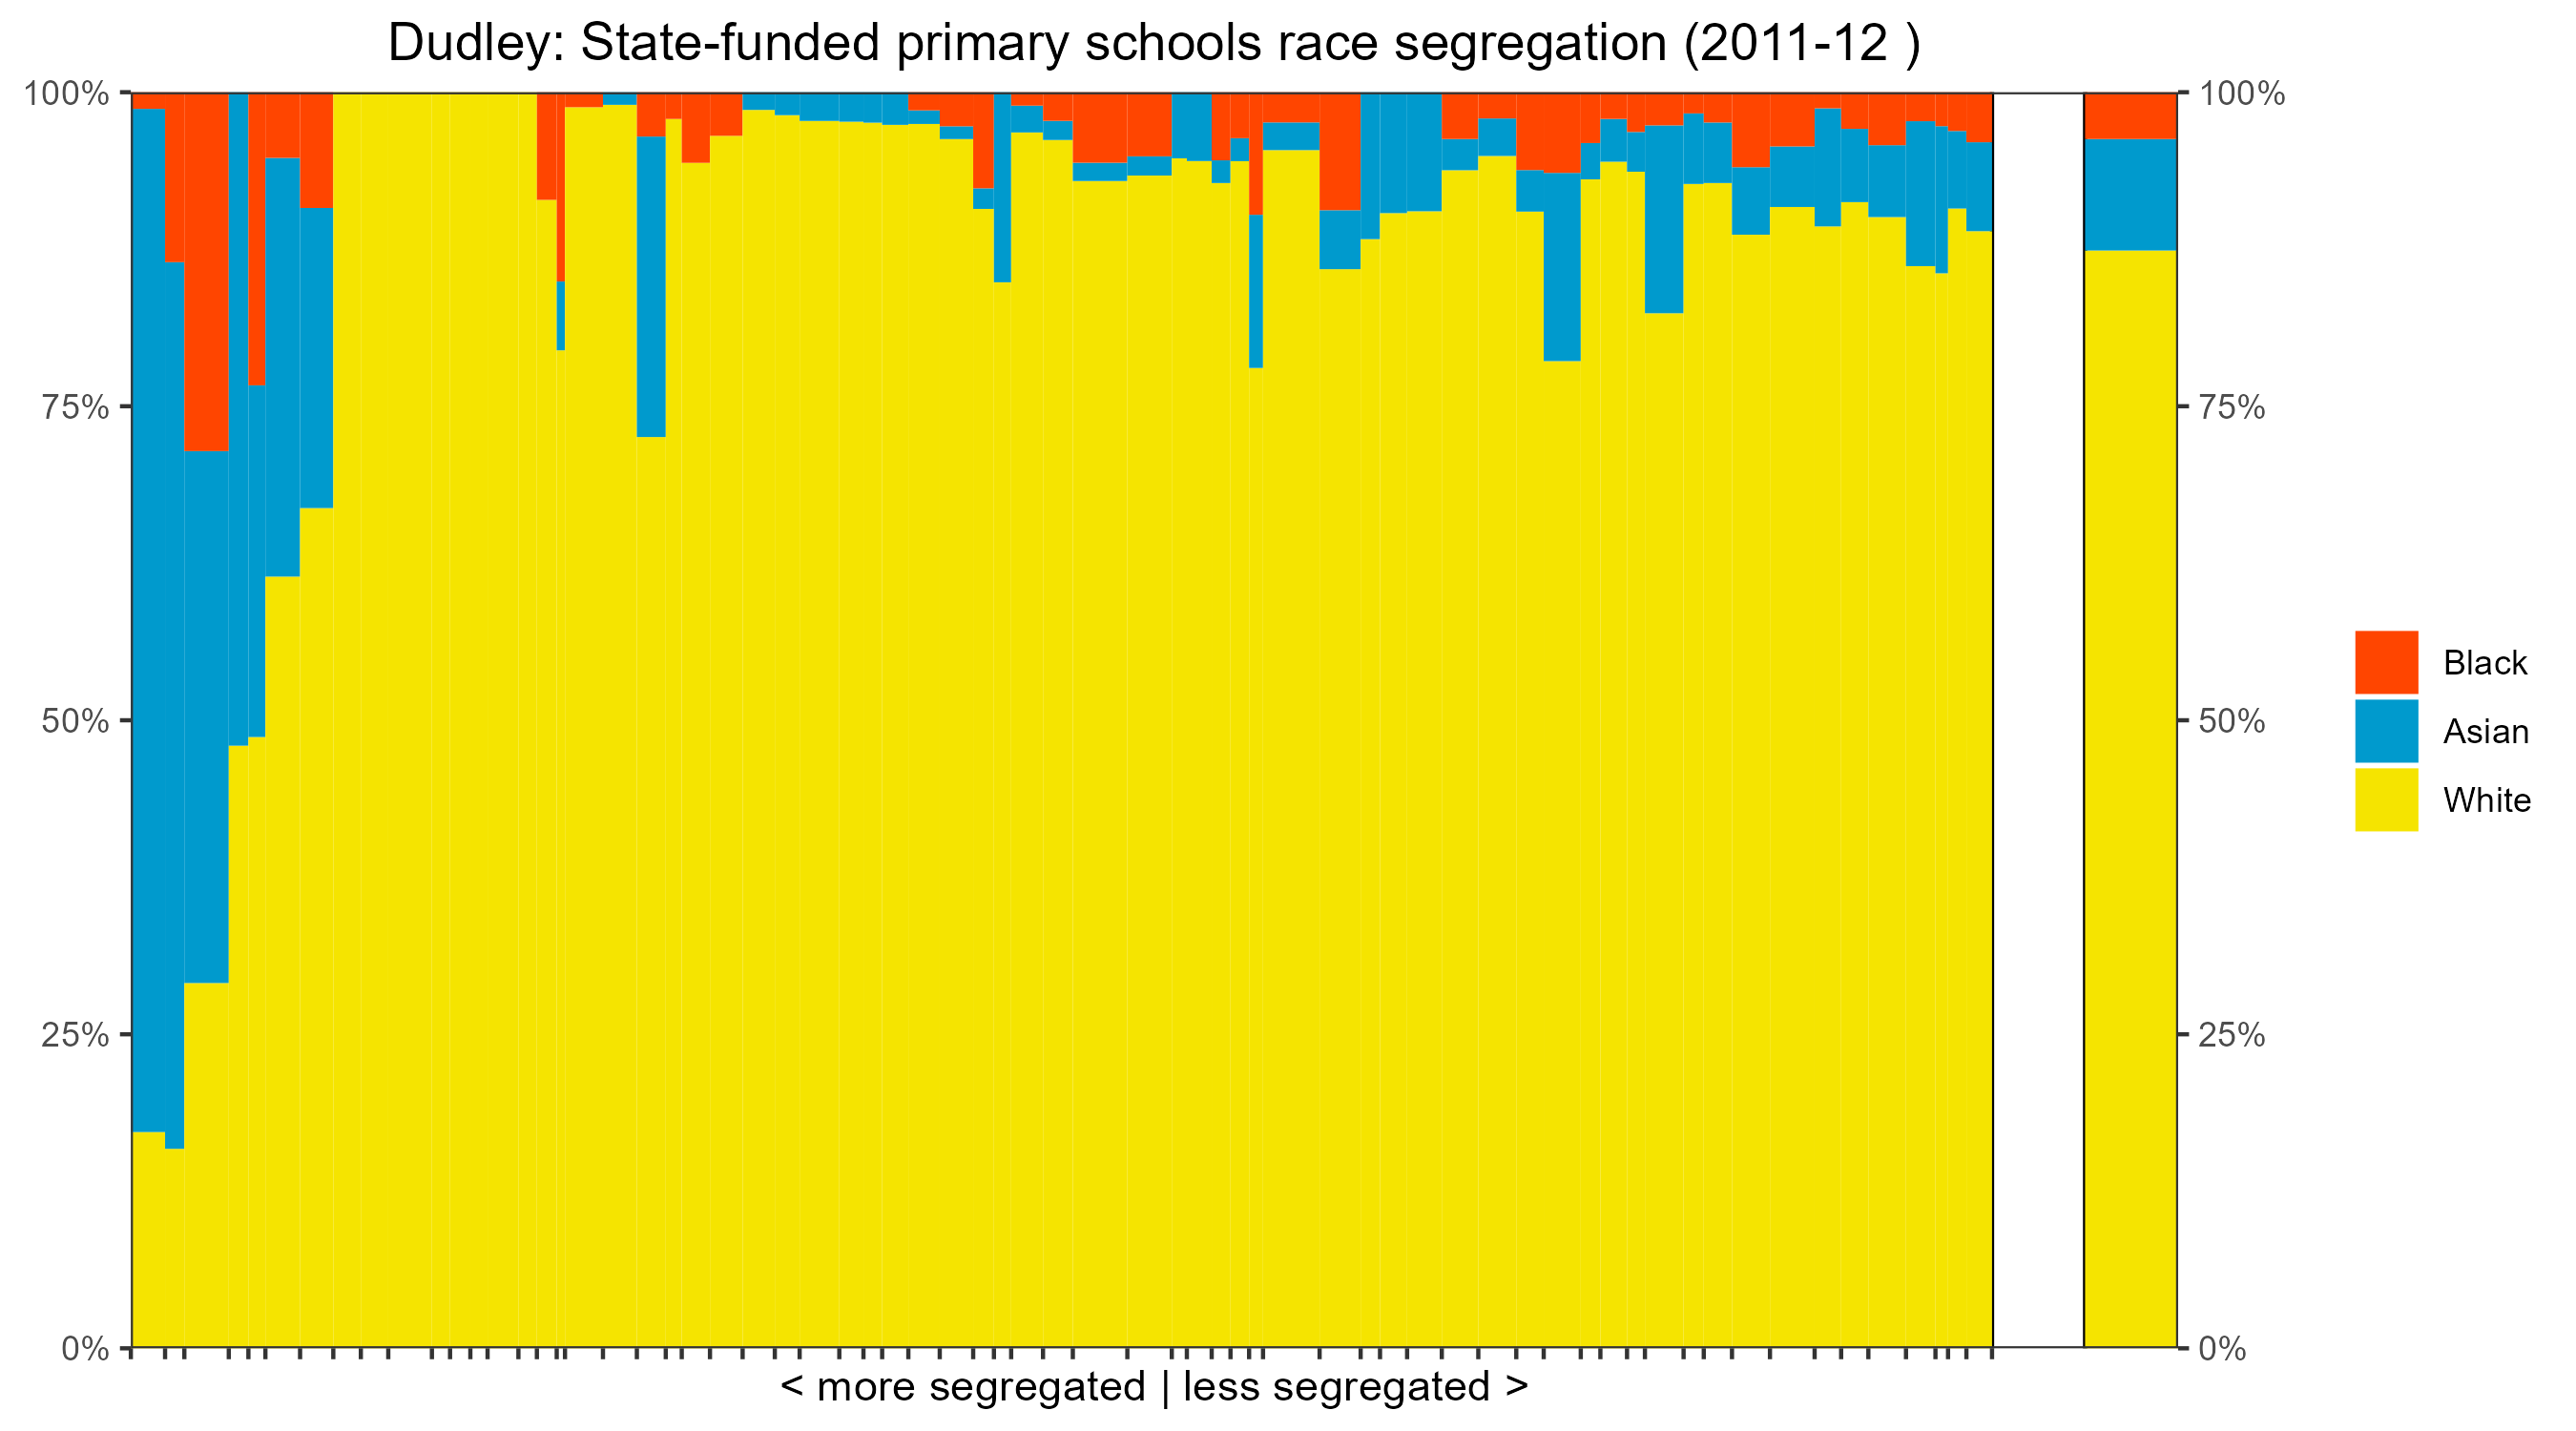 Dudley: State-funded primary schools race segregation (2011-12 )
100%
75%
50%
25%
0%
100%
75%
50%
25%
0%
Black
Asian
White
< more segregated | less segregated >